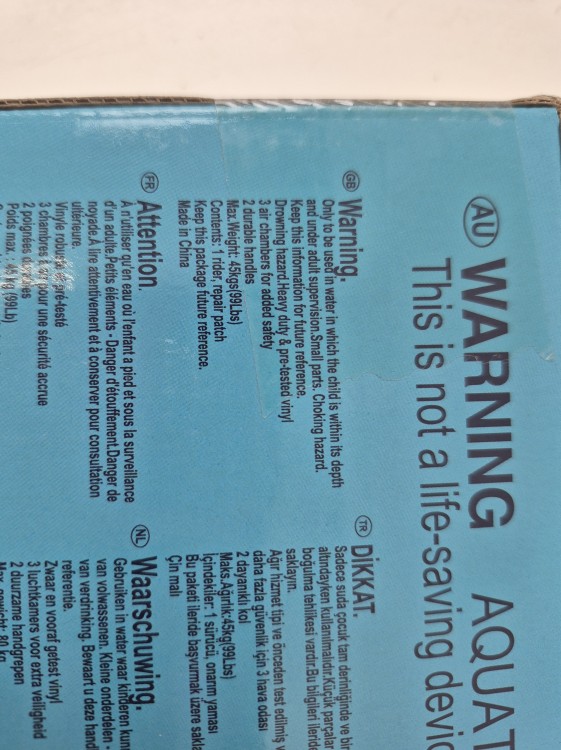 AU WARNING AQUAT
This is not a life-saving devic
GB Warning.
Only to be used in water in which the child is within its depth
and under adult supervision.Small parts. Choking hazard.
Keep this information for future reference.
Drowning hazard.Heavy duty & pre-tested vinyl
3 air chambers for added safety
2 durable handles
Max.Weight: 45kgs(99Lbs)
Contents: 1 rider, repair patch
Keep this package future reference.
Made in China
TR DİKKAT.
Sadece suda çocuk tam derinliğinde ve bir
altındayken kullanılmalıdır.Küçük parçalar
boğulma tehlikesi vardır.Bu bilgileri ileride
saklayın.
Ağır hizmet tipi ve önceden test edilmiş v
daha fazla güvenlik için 3 hava odası
2 dayanıklı kol
Maks.Ağırlık:45kg(99Lbs)
İçindekiler: 1 sürücü, onarım yaması
Bu paketi ileride başvurmak üzere sakla
Çin malı
FR Attention.
A n'utiliser qu'en eau où l'enfant a pied et sous la surveillance
d'un adulte.Petits éléments - Danger d'étouffement.Danger de
noyade.À lire attentivement et à conserver pour consultation
ultérieure.
Vinyle robuste et pré-testé
3 chambres à air pour une sécurité accrue
2 poignées durables
Poids max. : 45 kg (99Lb)
NL Waarschuwing.
Gebruiken in water waar kinderen kunn
van volwassenen. Kleine onderdelen -
van verdrinking. Bewaart u deze hand
referentie.
Zwaar en vooraf getest vinyl
3 luchtkamers voor extra veiligheid
2 duurzame handgrepen